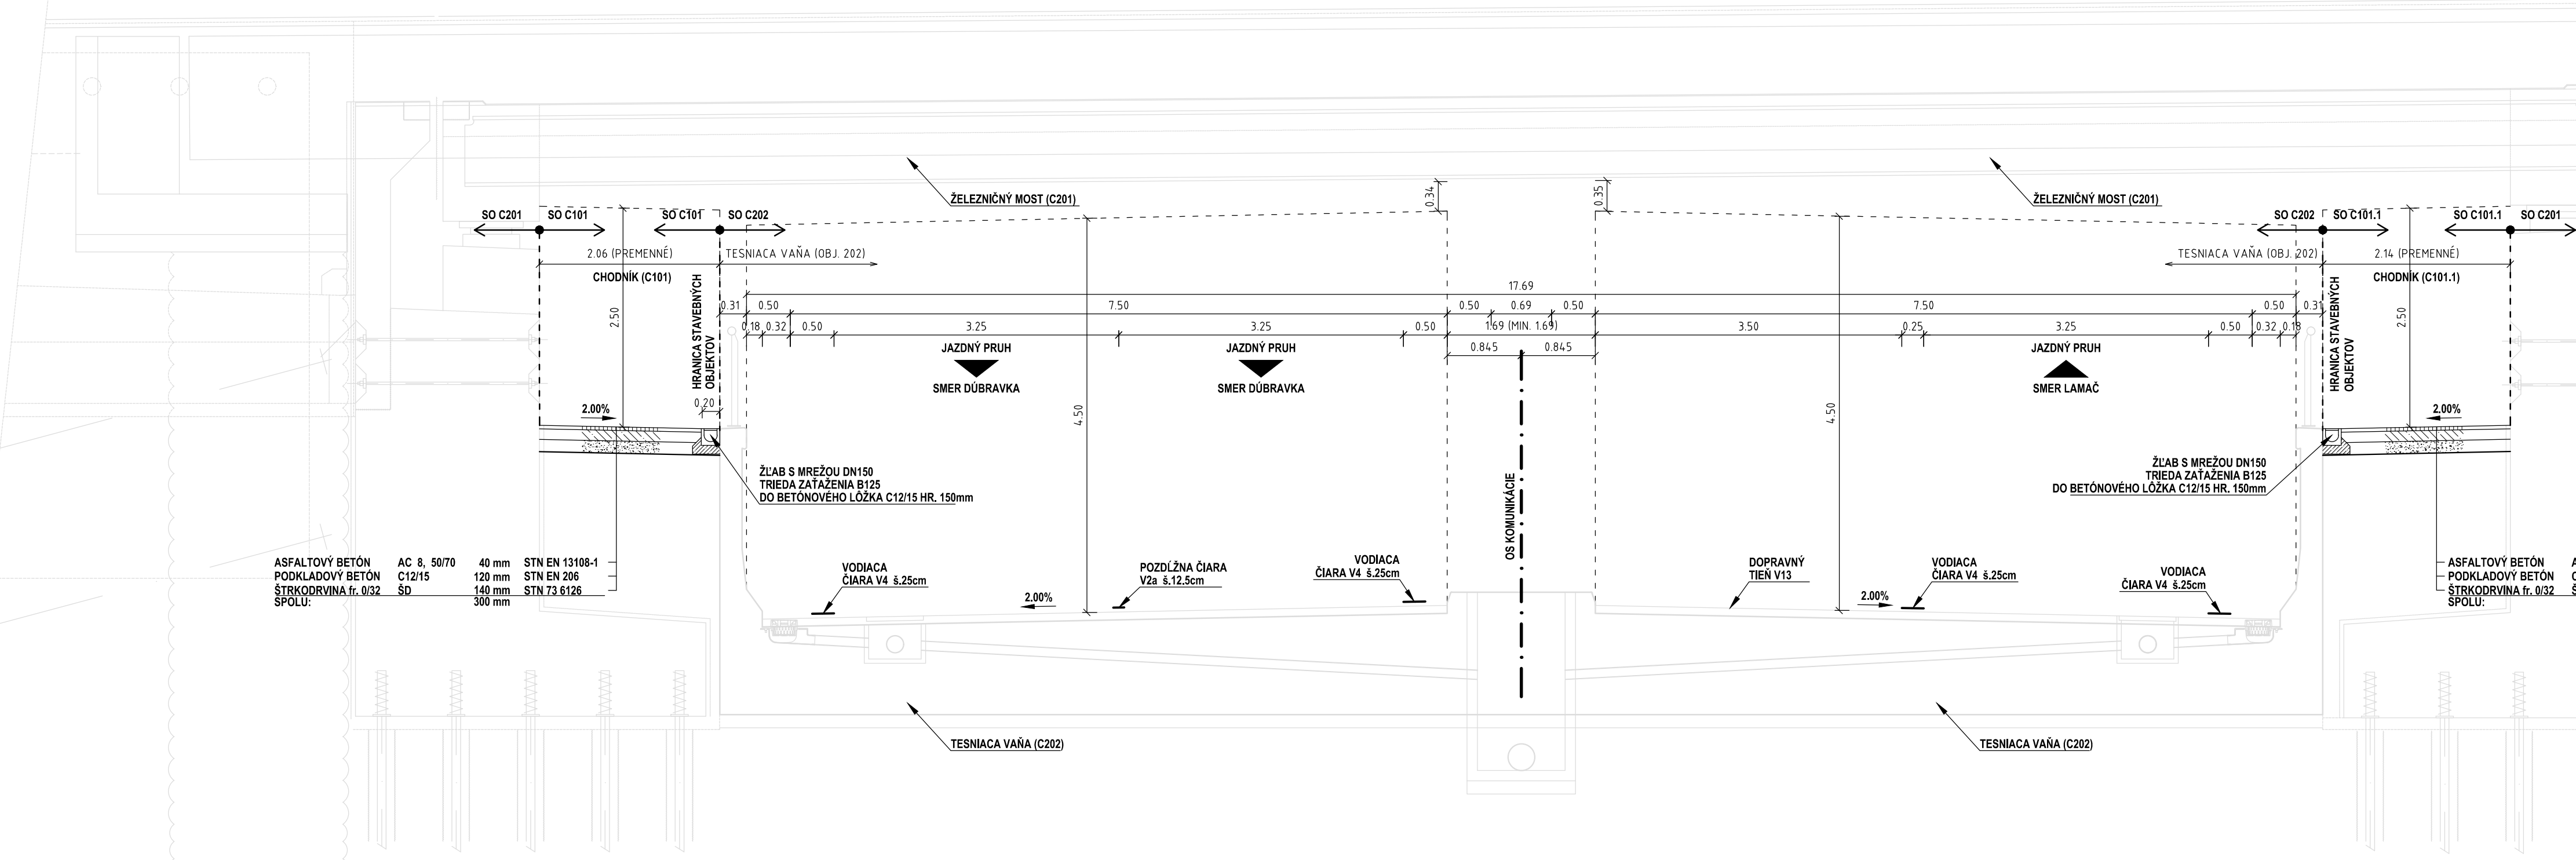 ŽELEZNIČNÝ MOST (C201)
0.34
0.35
ŽELEZNIČNÝ MOST (C201)
SO C201
SO C101
SO C101
SO C202
SO C202
SO C101.1
SO C101.1
SO C201
2.06 (PREMENNÉ)
TESNIACA VAŇA (OBJ. 202)
TESNIACA VAŇA (OBJ. 202)
2.14 (PREMENNÉ)
CHODNÍK (C101)
CHODNÍK (C101.1)
HRANICA STAVEBNÝCH
OBJEKTOV
HRANICA STAVEBNÝCH
OBJEKTOV
2.50
2.50
17.69
0.31
0.50
7.50
0.50
0.69
0.50
7.50
0.50
0.31
0.18
0.32
0.50
3.25
3.25
0.50
1.69 (MIN. 1.69)
3.50
0.25
3.25
0.50
0.32
0.18
0.845
0.845
JAZDNÝ PRUH
SMER DÚBRAVKA
JAZDNÝ PRUH
SMER DÚBRAVKA
JAZDNÝ PRUH
SMER LAMAČ
0.20
2.00%
2.00%
4.50
4.50
ŽĽAB S MREŽOU DN150
TRIEDA ZAŤAŽENIA B125
DO BETÓNOVÉHO LÔŽKA C12/15 HR. 150mm
ŽĽAB S MREŽOU DN150
TRIEDA ZAŤAŽENIA B125
DO BETÓNOVÉHO LÔŽKA C12/15 HR. 150mm
OS KOMUNIKÁCIE
ASFALTOVÝ BETÓN AC 8, 50/70 40 mm STN EN 13108-1
PODKLADOVÝ BETÓN C12/15 120 mm STN EN 206
ŠTRKODRVINA fr. 0/32 ŠD 140 mm STN 73 6126
SPOLU: 300 mm
VODIACA
ČIARA V4 š.25cm
POZDĹŽNA ČIARA
V2a š.12,5cm
VODIACA
ČIARA V4 š.25cm
DOPRAVNÝ
TIEŇ V13
VODIACA
ČIARA V4 š.25cm
VODIACA
ČIARA V4 š.25cm
2.00%
2.00%
ASFALTOVÝ BETÓN
PODKLADOVÝ BETÓN
ŠTRKODRVINA fr. 0/32
SPOLU:
TESNIACA VAŇA (C202)
TESNIACA VAŇA (C202)